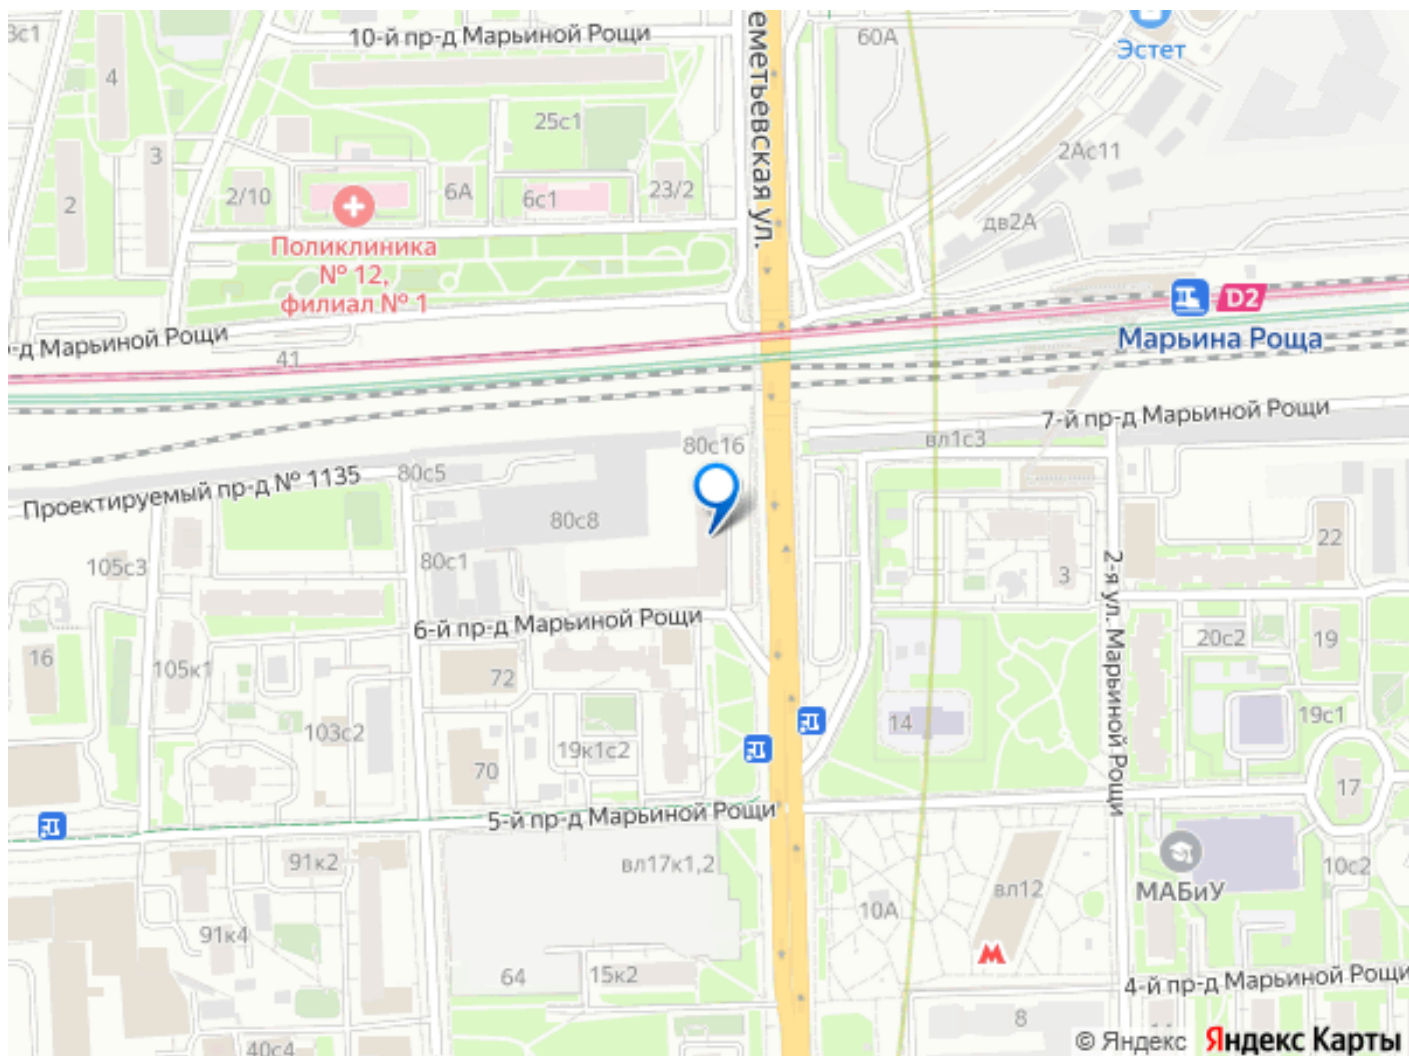 3с1
10-й пр-д Марьиной Рощи
60А
Эстет
4
еметьевская ул.
25с1
2Ас11
3
2
2/10
6А
6с1
23/2
дв2А
Поликлиника
№ 12,
филиал № 1
D2
Марьина Роща
-д Марьиной Рощи
41
7-й пр-д Марьиной Рощи
вл1с3
80с16
80с5
Проектируемый пр-д № 1135
80с8
22
105с3
80с1
3
2-я ул. Марьиной Рощи
6-й пр-д Марьиной Рощи
20с2
19
16
105к1
72
14
19с1
103с2
19к1с2
70
17
5-й пр-д Марьиной Рощи
91к2
вл17к1,2
вл12
10с2
МАБиУ
10А
91к4
М
64
15к2
4-й пр-д Марьиной Рощи
8
40с4
© Яндекс Яндекс Карты